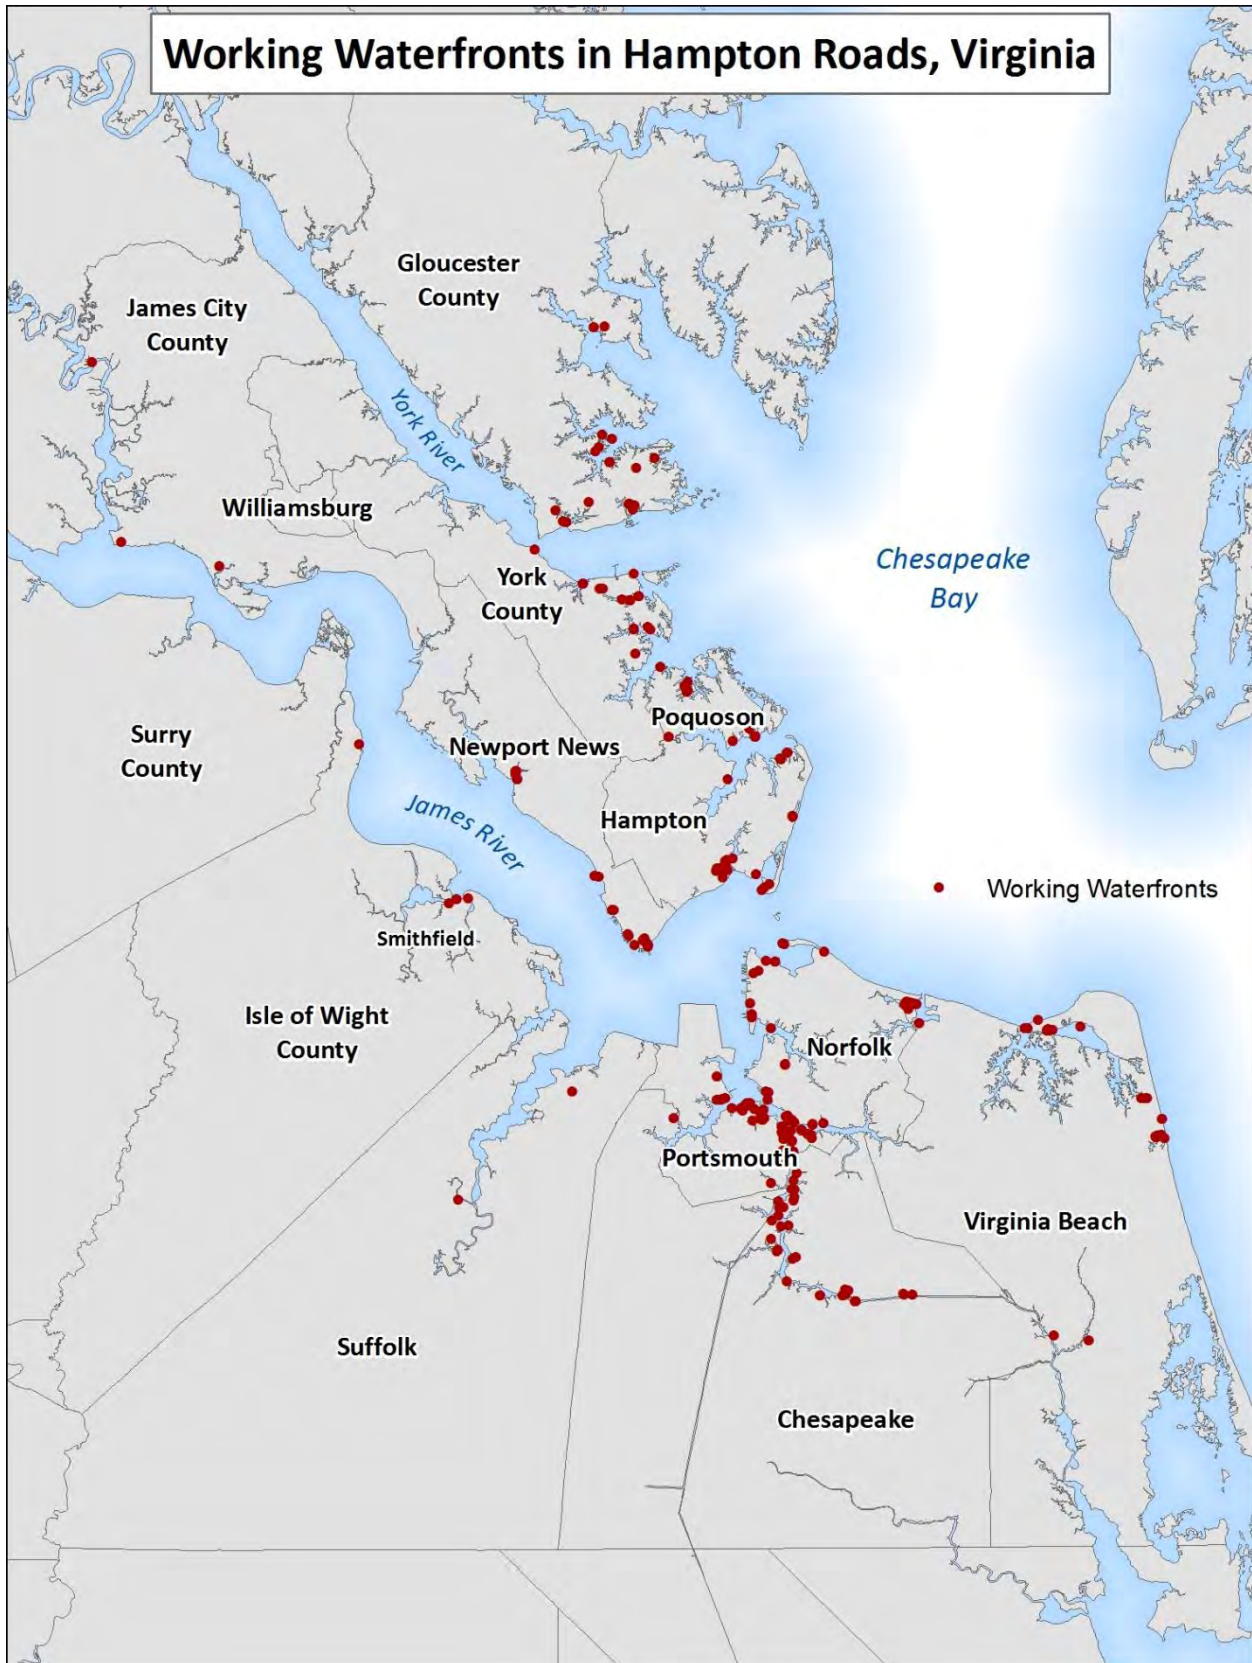 Working Waterfronts in Hampton Roads, Virginia
Gloucester
County
James City
County
York River
Williamsburg
Chesapeake
Bay
York
County
Poquoson
Surry
County
Newport News
James River
Hampton
Working Waterfronts
Smithfield
Isle of Wight
County
Norfolk
Portsmouth
Virginia Beach
Suffolk
Chesapeake